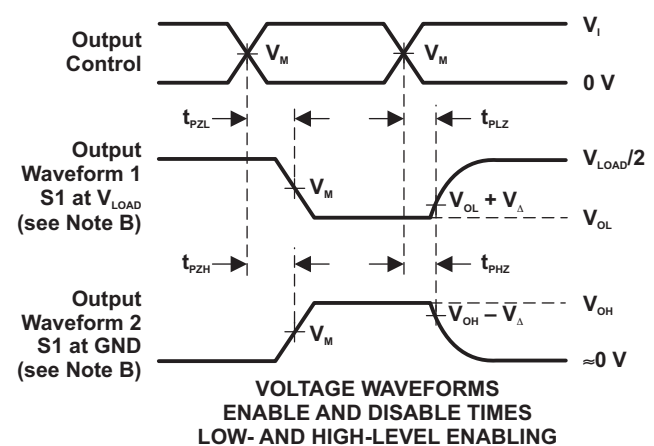 Output
Control
V_M
V_M
V_I
0 V
t_PZL
t_PLZ
Output
Waveform 1
S1 at V_LOAD
(see Note B)
V_M
V_OL + V_Δ
V_LOAD/2
V_OL
t_PZH
t_PHZ
Output
Waveform 2
S1 at GND
(see Note B)
V_M
V_OH – V_Δ
V_OH
≈0 V
VOLTAGE WAVEFORMS
ENABLE AND DISABLE TIMES
LOW- AND HIGH-LEVEL ENABLING